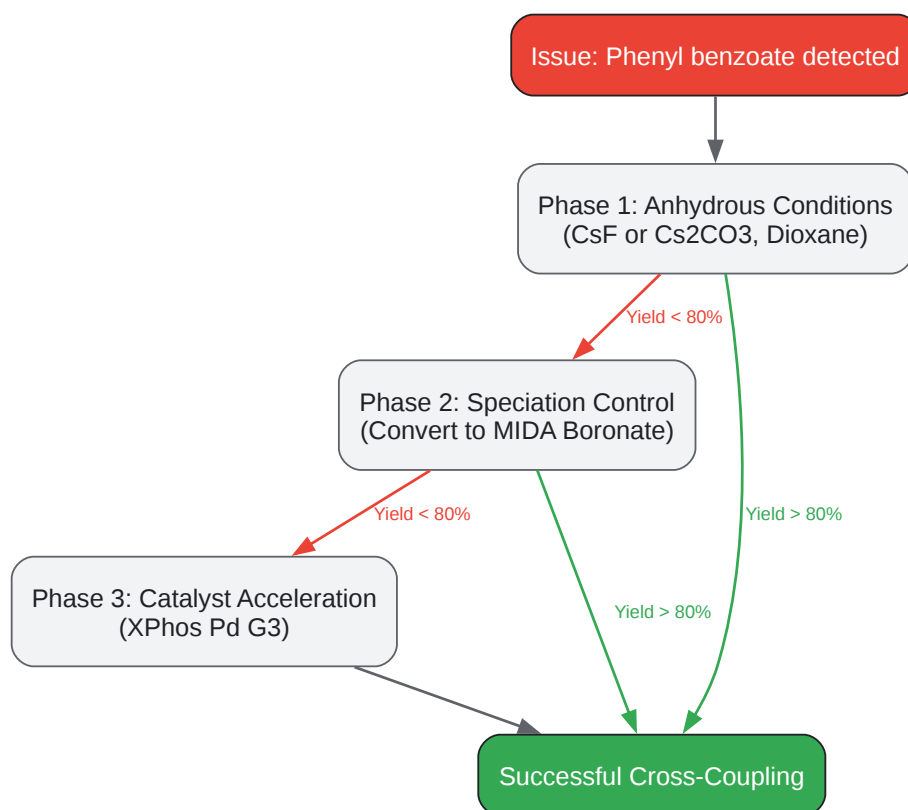 Issue: Phenyl benzoate detected
Phase 1: Anhydrous Conditions
(CsF or Cs2CO3, Dioxane)
Yield < 80%
Phase 2: Speciation Control
(Convert to MIDA Boronate)
Yield < 80%
Yield > 80%
Phase 3: Catalyst Acceleration
(XPhos Pd G3)
Yield > 80%
Successful Cross-Coupling